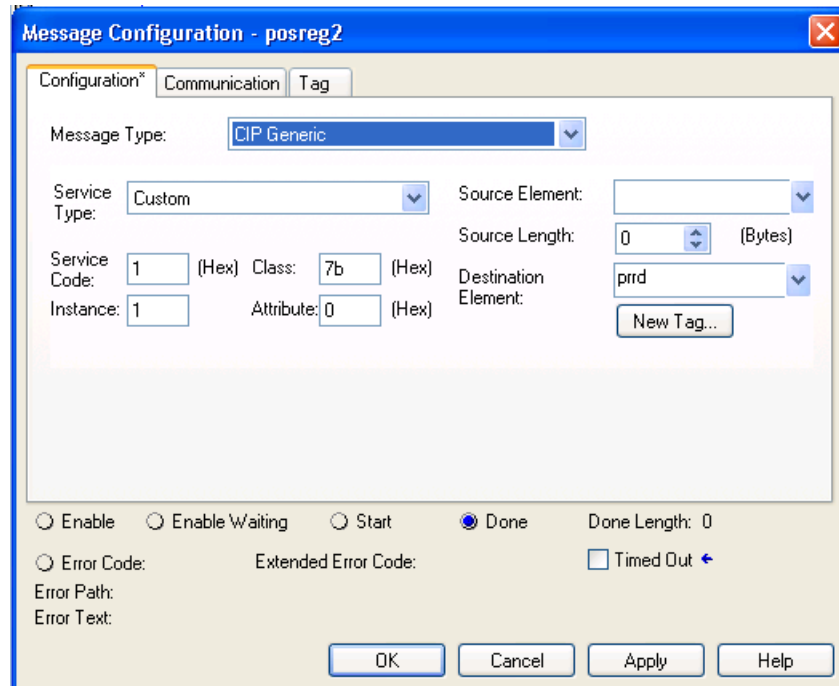 Message Configuration - posreg2
Configuration* Communication Tag
Message Type: CIP Generic
Service Type: Custom
Source Element:
Source Length: 0 (Bytes)
Service Code: 1 (Hex) Class: 7b (Hex)
Destination Element: prrd
Instance: 1 Attribute: 0 (Hex)
New Tag...
Enable Enable Waiting Start Done Done Length: 0
Error Code: Extended Error Code: Timed Out
Error Path:
Error Text:
OK Cancel Apply Help